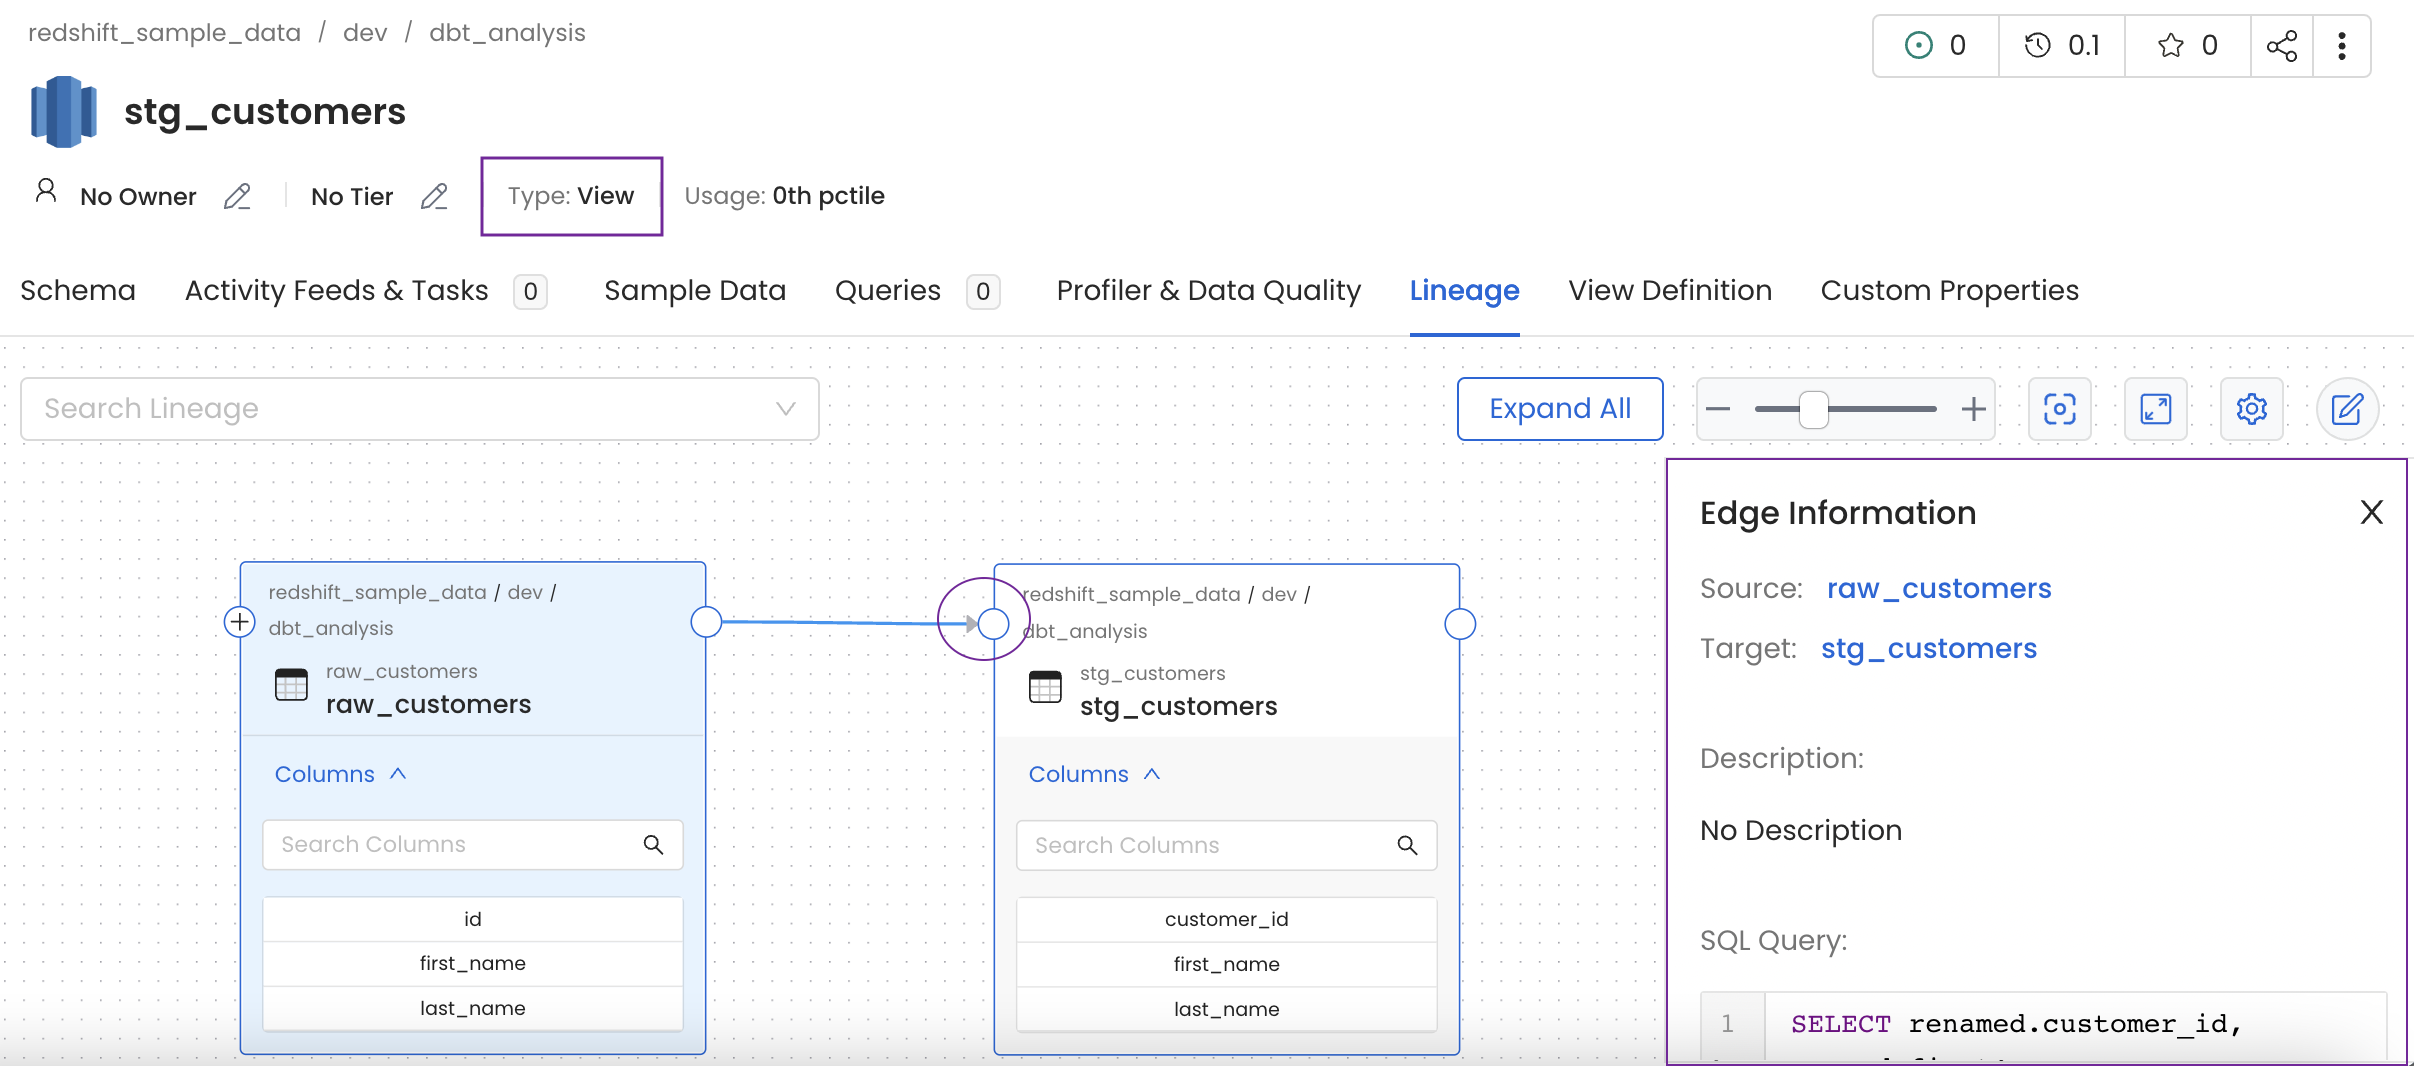 redshift_sample_data / dev / dbt_analysis
0
0.1
0
stg_customers
No Owner
No Tier
Type: View
Usage: 0th pctile
Schema
Activity Feeds & Tasks 0
Sample Data
Queries 0
Profiler & Data Quality
Lineage
View Definition
Custom Properties
Search Lineage
Expand All
redshift_sample_data / dev /
dbt_analysis
raw_customers
raw_customers
Columns
Search Columns
id
first_name
last_name
redshift_sample_data / dev /
dbt_analysis
stg_customers
stg_customers
Columns
Search Columns
customer_id
first_name
last_name
Edge Information
Source: raw_customers
Target: stg_customers
Description:
No Description
SQL Query:
1 SELECT renamed.customer_id,